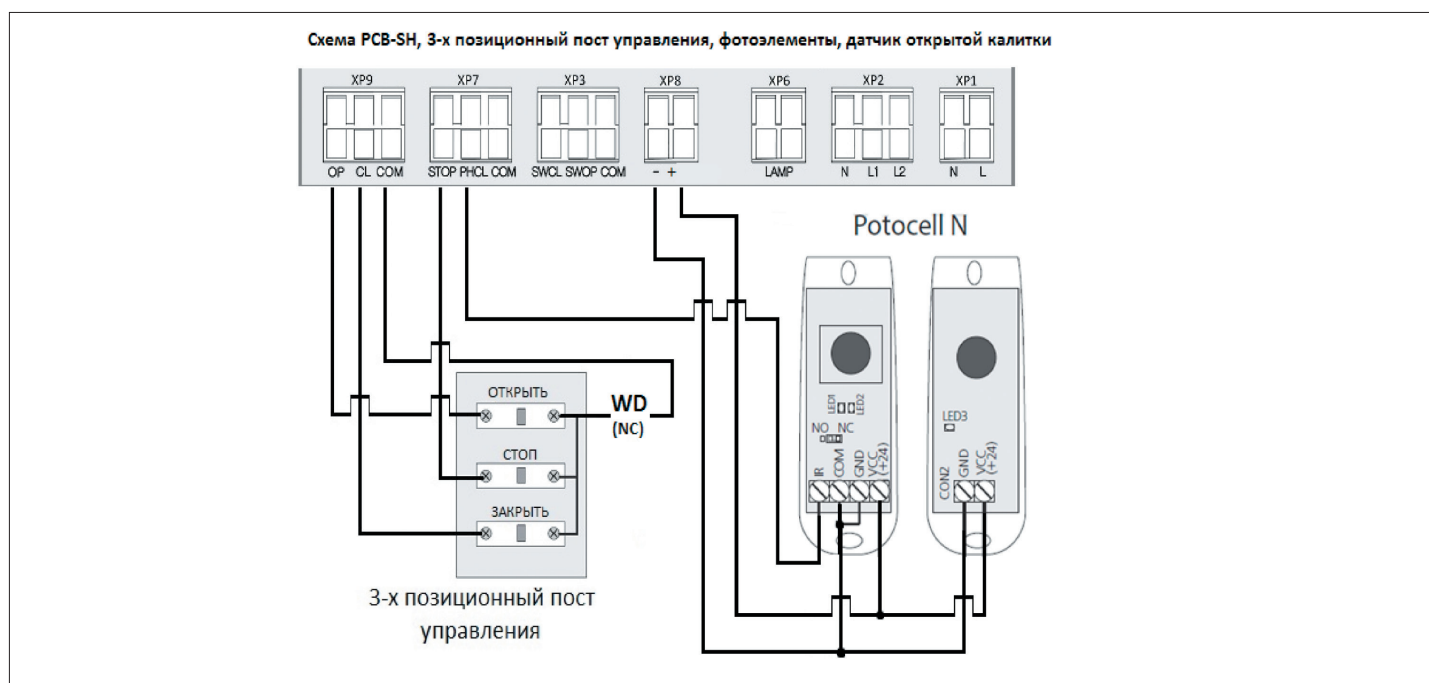 Схема PCB-SH, 3-х позиционный пост управления, фотоэлементы, датчик открытой калитки
XP9 XP7 XP3 XP8 XP6 XP2 XP1
OP CL COM STOP PHCL COM SWCL SWOP COM - + LAMP N L1 L2 N L
Potocell N
ОТКРЫТЬ
WD
(NC)
СТОП
ЗАКРЫТЬ
3-х позиционный пост
управления
LED1 LED2
NO NC
IR COM GND VCC (+24)
LED3
CON2 GND VCC (+24)